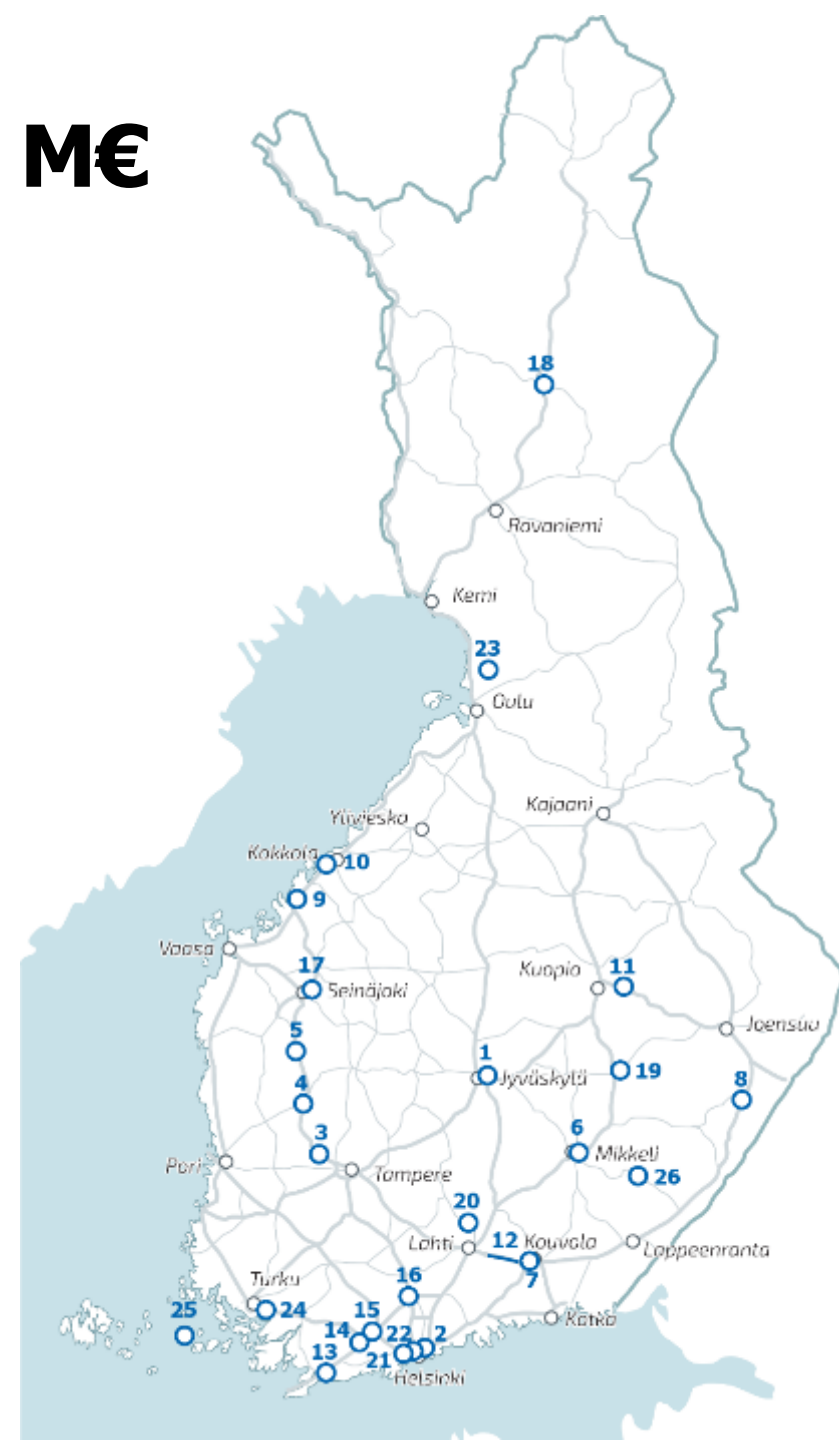 M€
18
Rovaniemi
Kemi
23
Oulu
Kajaani
Ylivieska
Kokkola
10
9
Vaasa
17
Seinäjoki
Kuopio
11
Joensuu
5
1
Jyväskylä
19
8
4
6
Mikkeli
3
Pori
Tampere
26
20
Lahti
12
Kouvola
Lappeenranta
7
16
Turku
24
Kotka
25
15
14
22
2
21
13
Helsinki